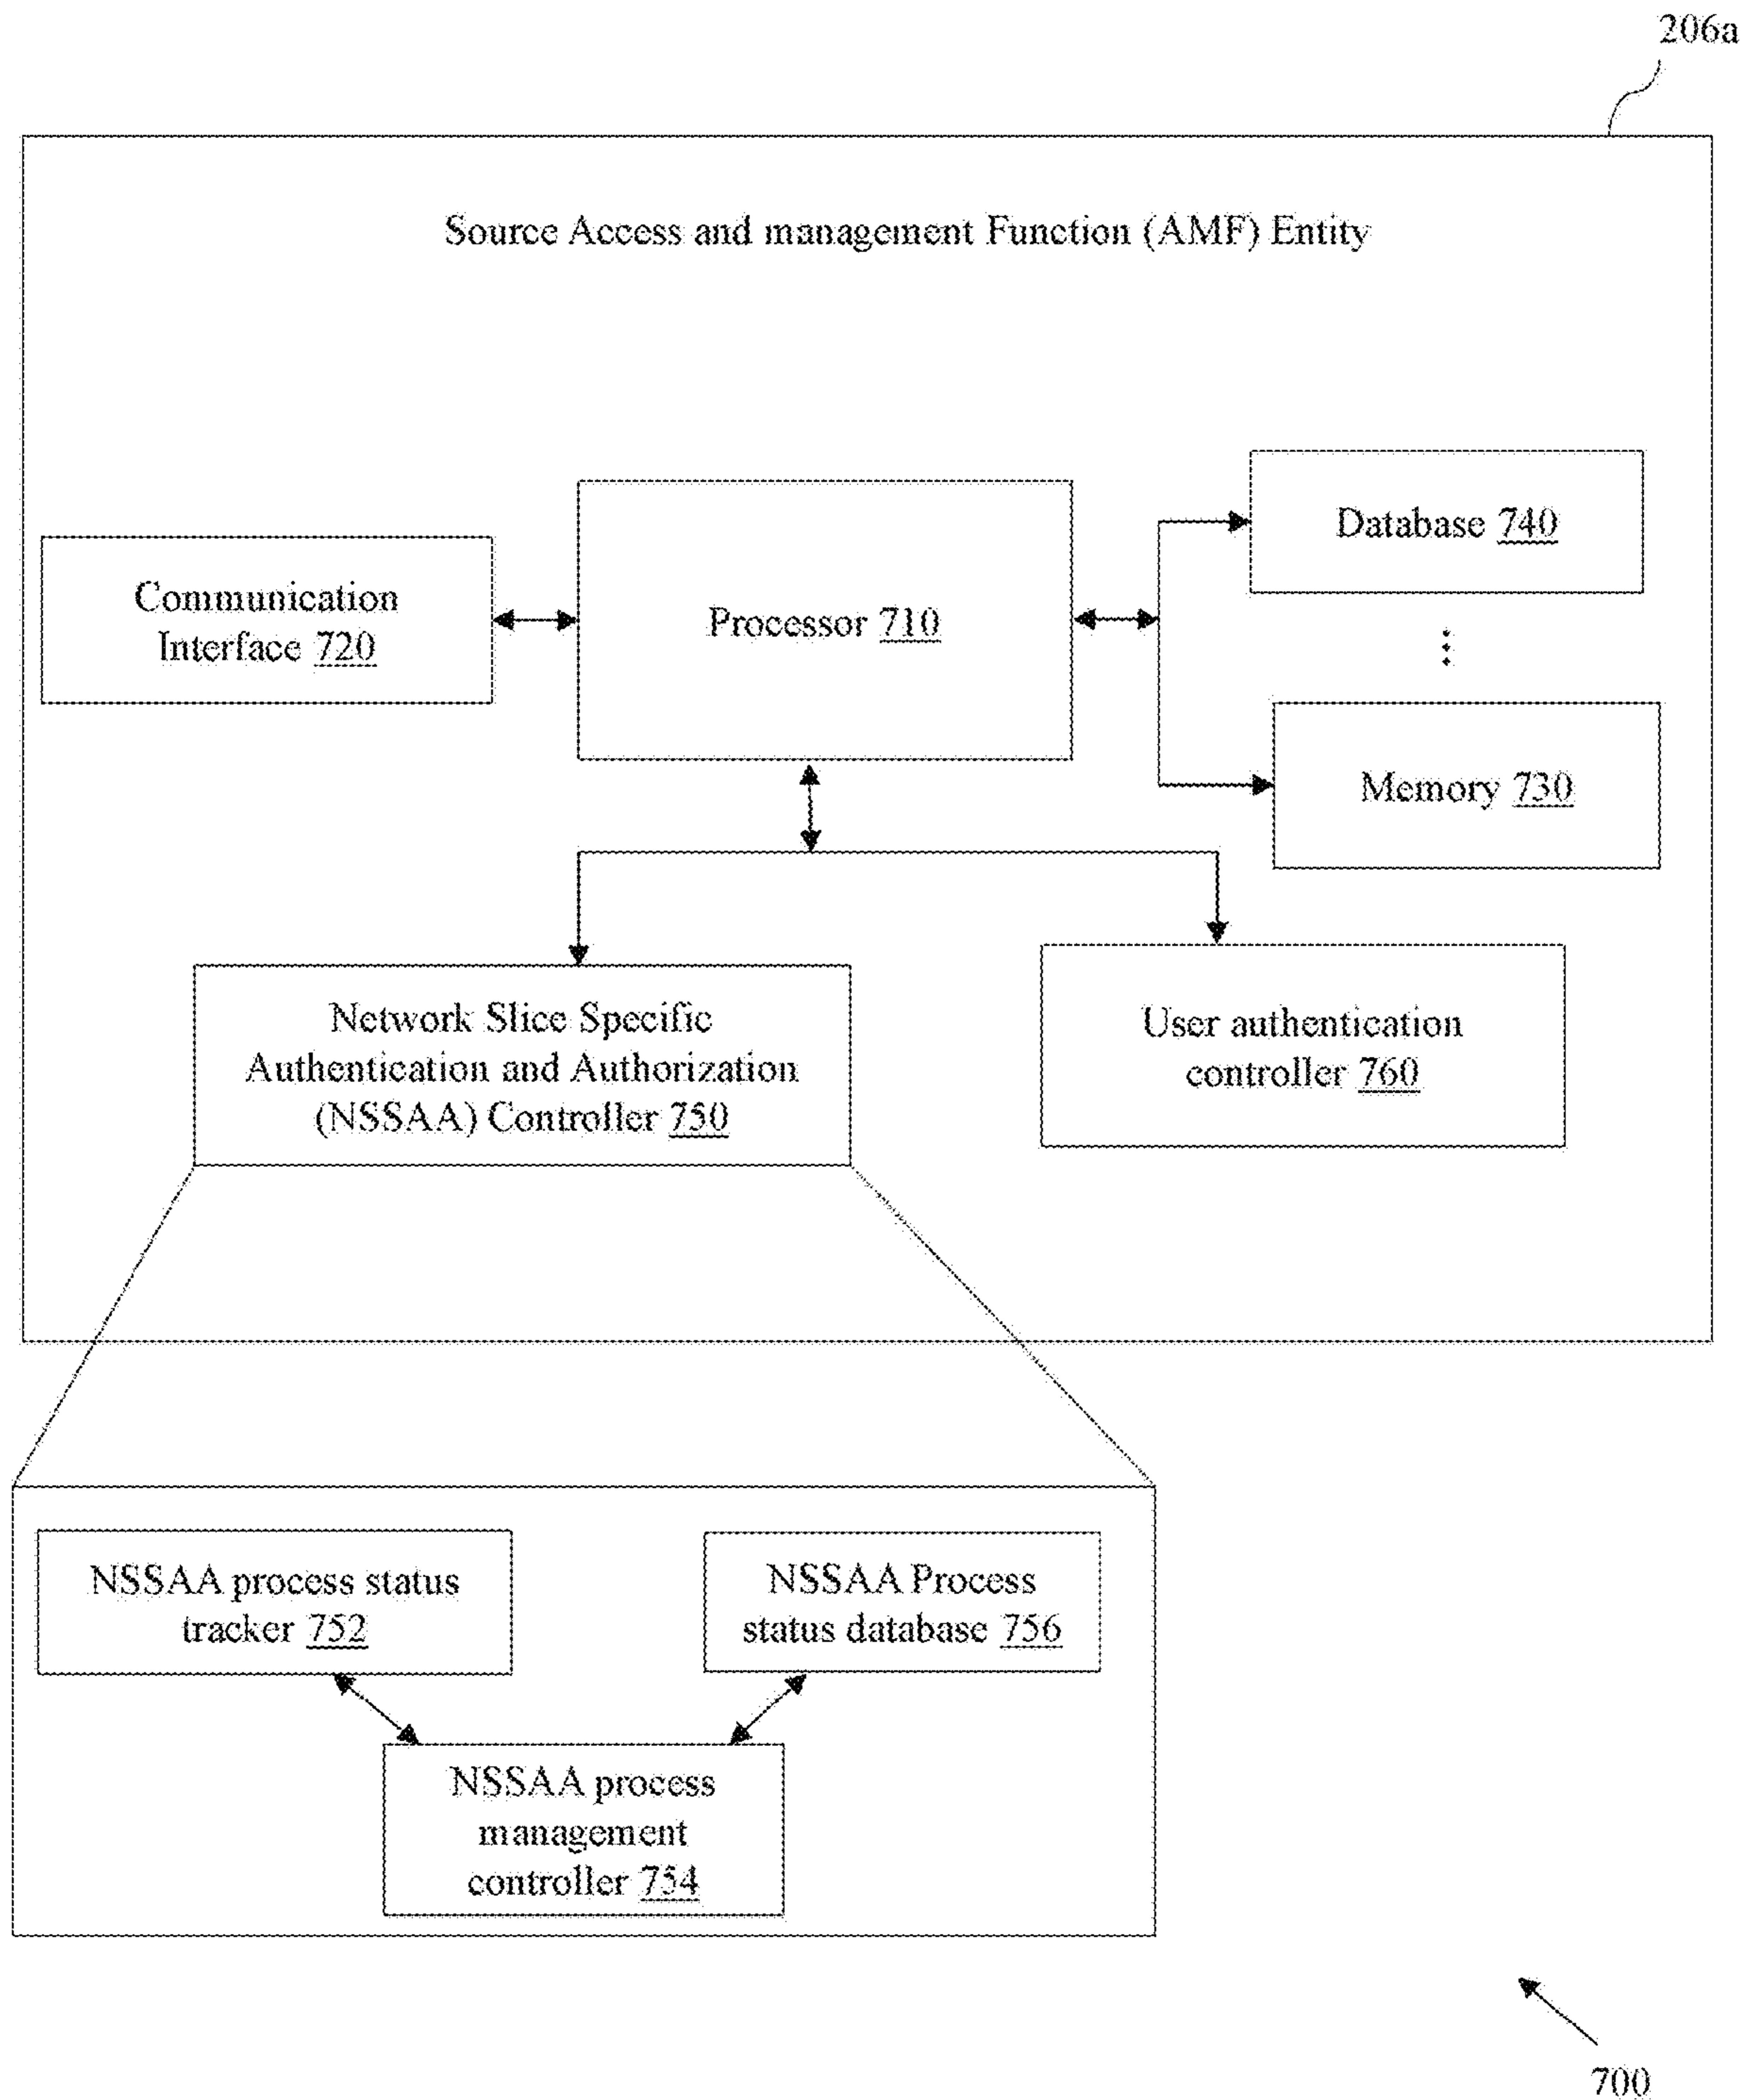 206a
Source Access and management Function (AMF) Entity
Database 740
Communication
Interface 720
Processor 710
Memory 730
Network Slice Specific
Authentication and Authorization
(NSSAA) Controller 750
User authentication
controller 760
NSSAA process status
tracker 752
NSSAA Process
status database 756
NSSAA process
management
controller 754
700